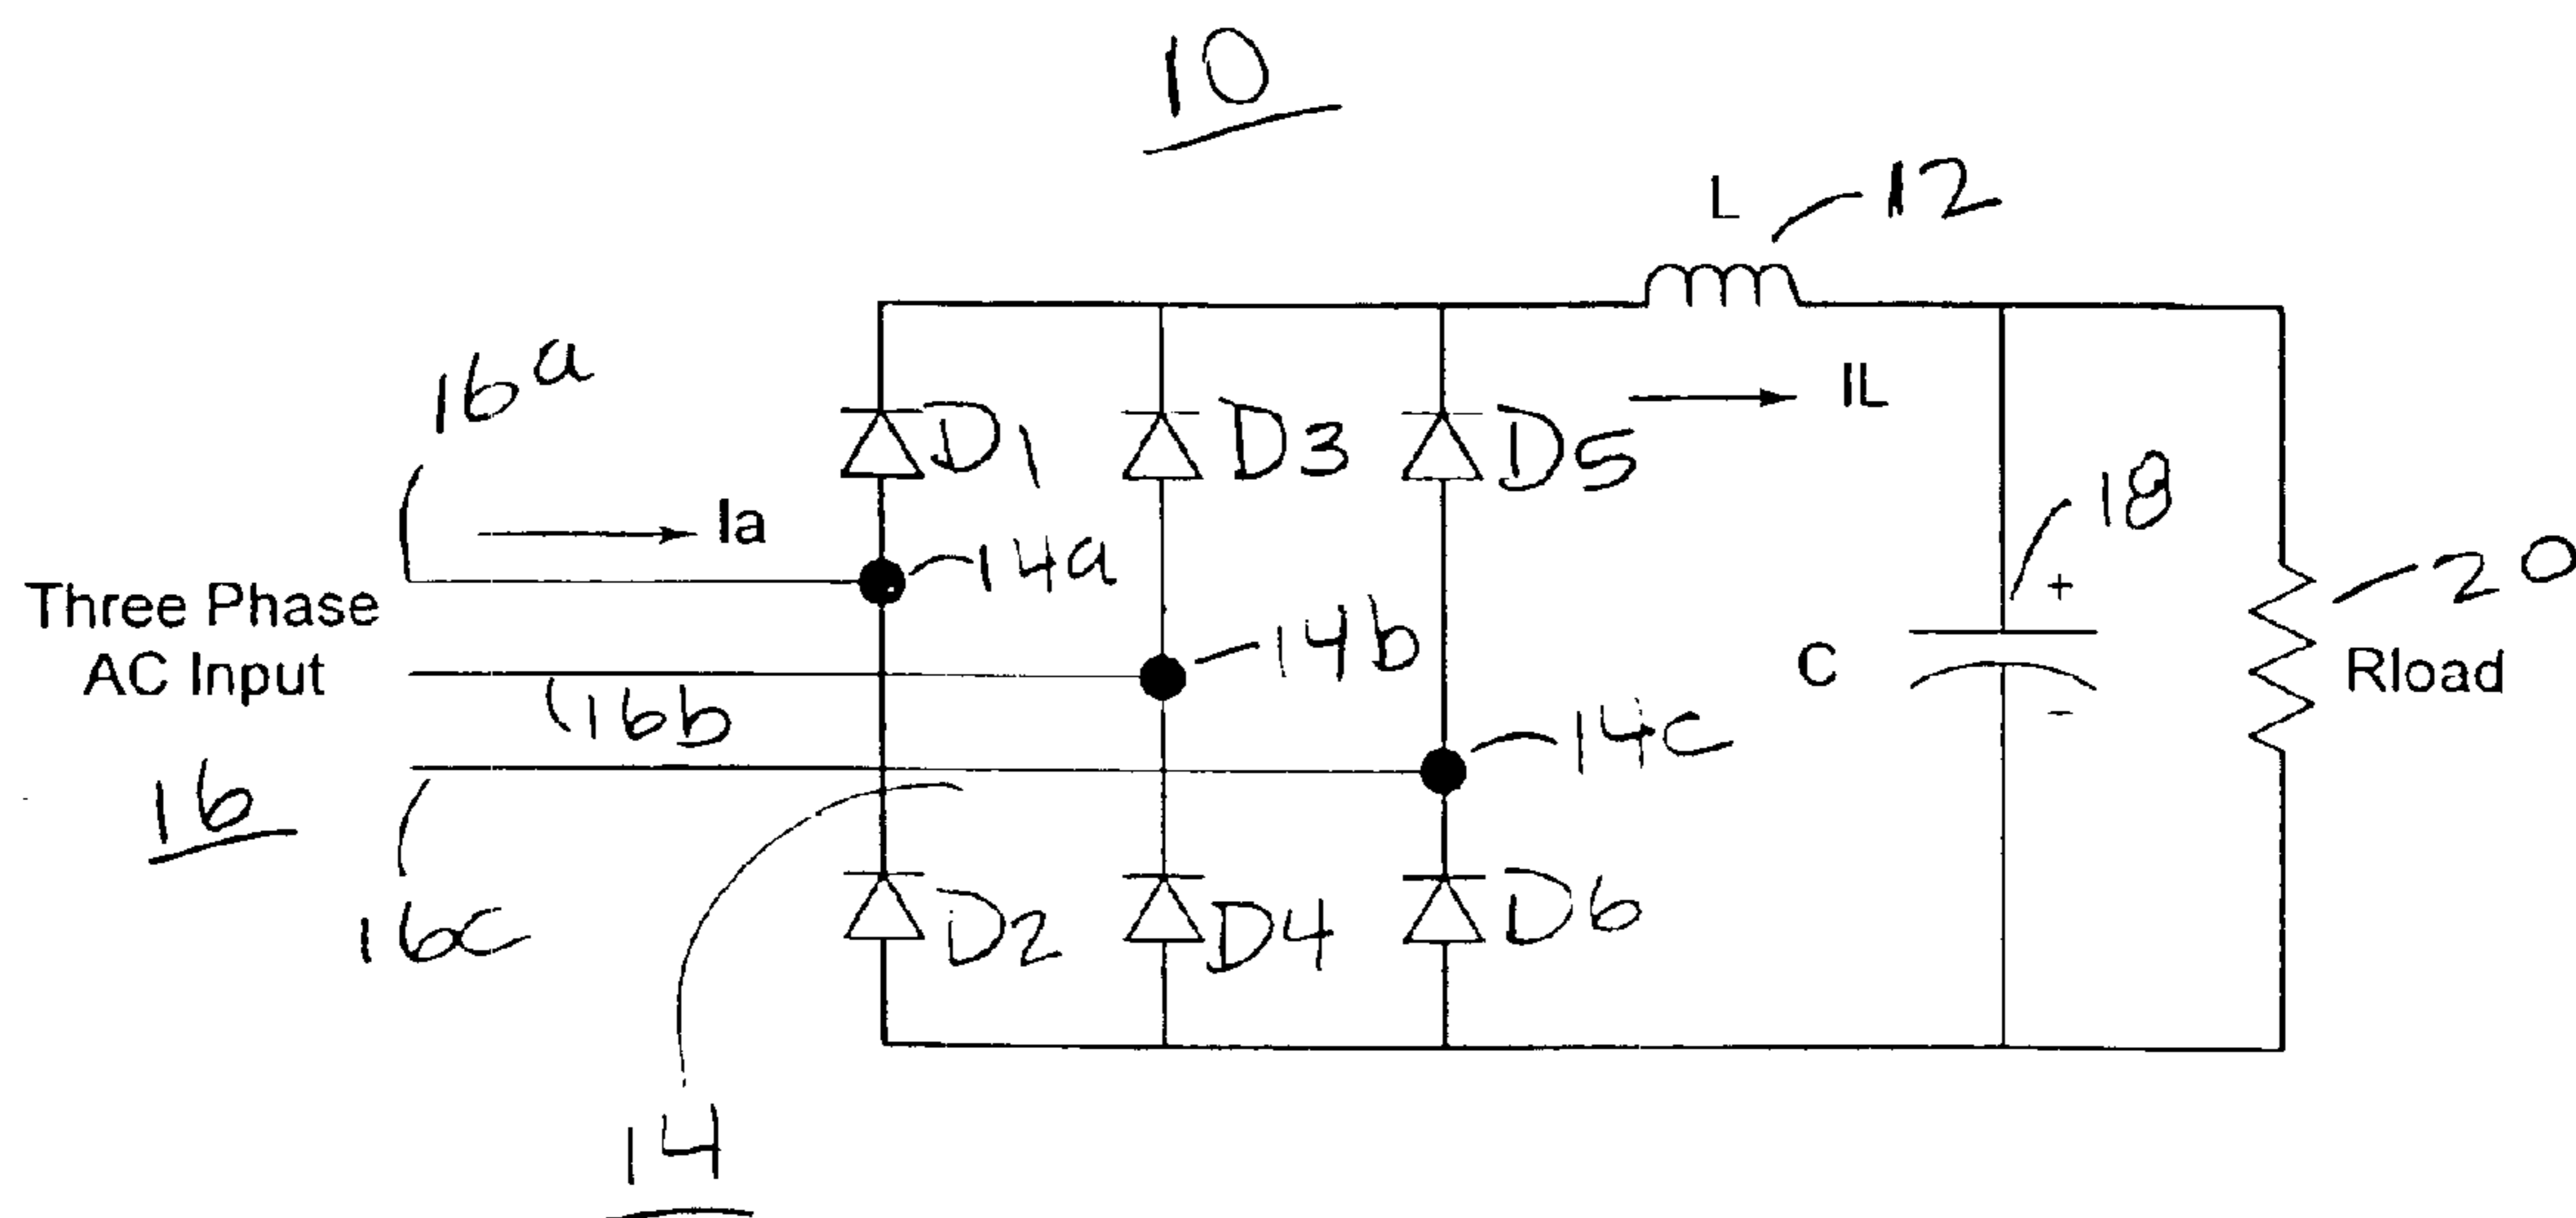 10
L
12
16a
IL
D1
D3
D5
18
Ia
14a
20
Three Phase
AC Input
14b
+
C
Rload
16b
14c
-
16
16c
D2
D4
D6
14